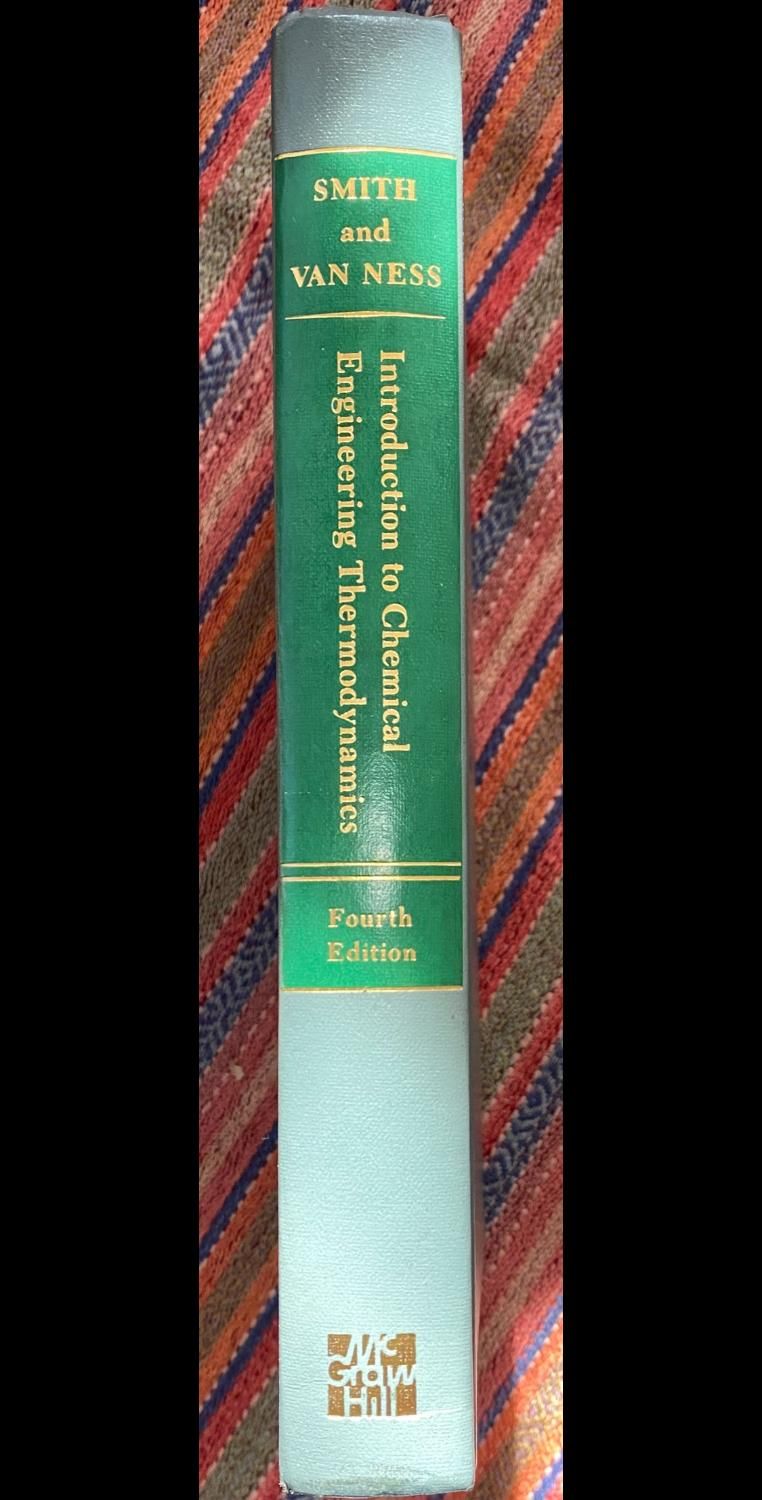 SMITH
and
VAN NESS
Introduction to Chemical
Engineering Thermodynamics
Fourth
Edition
Mc
Graw
Hill